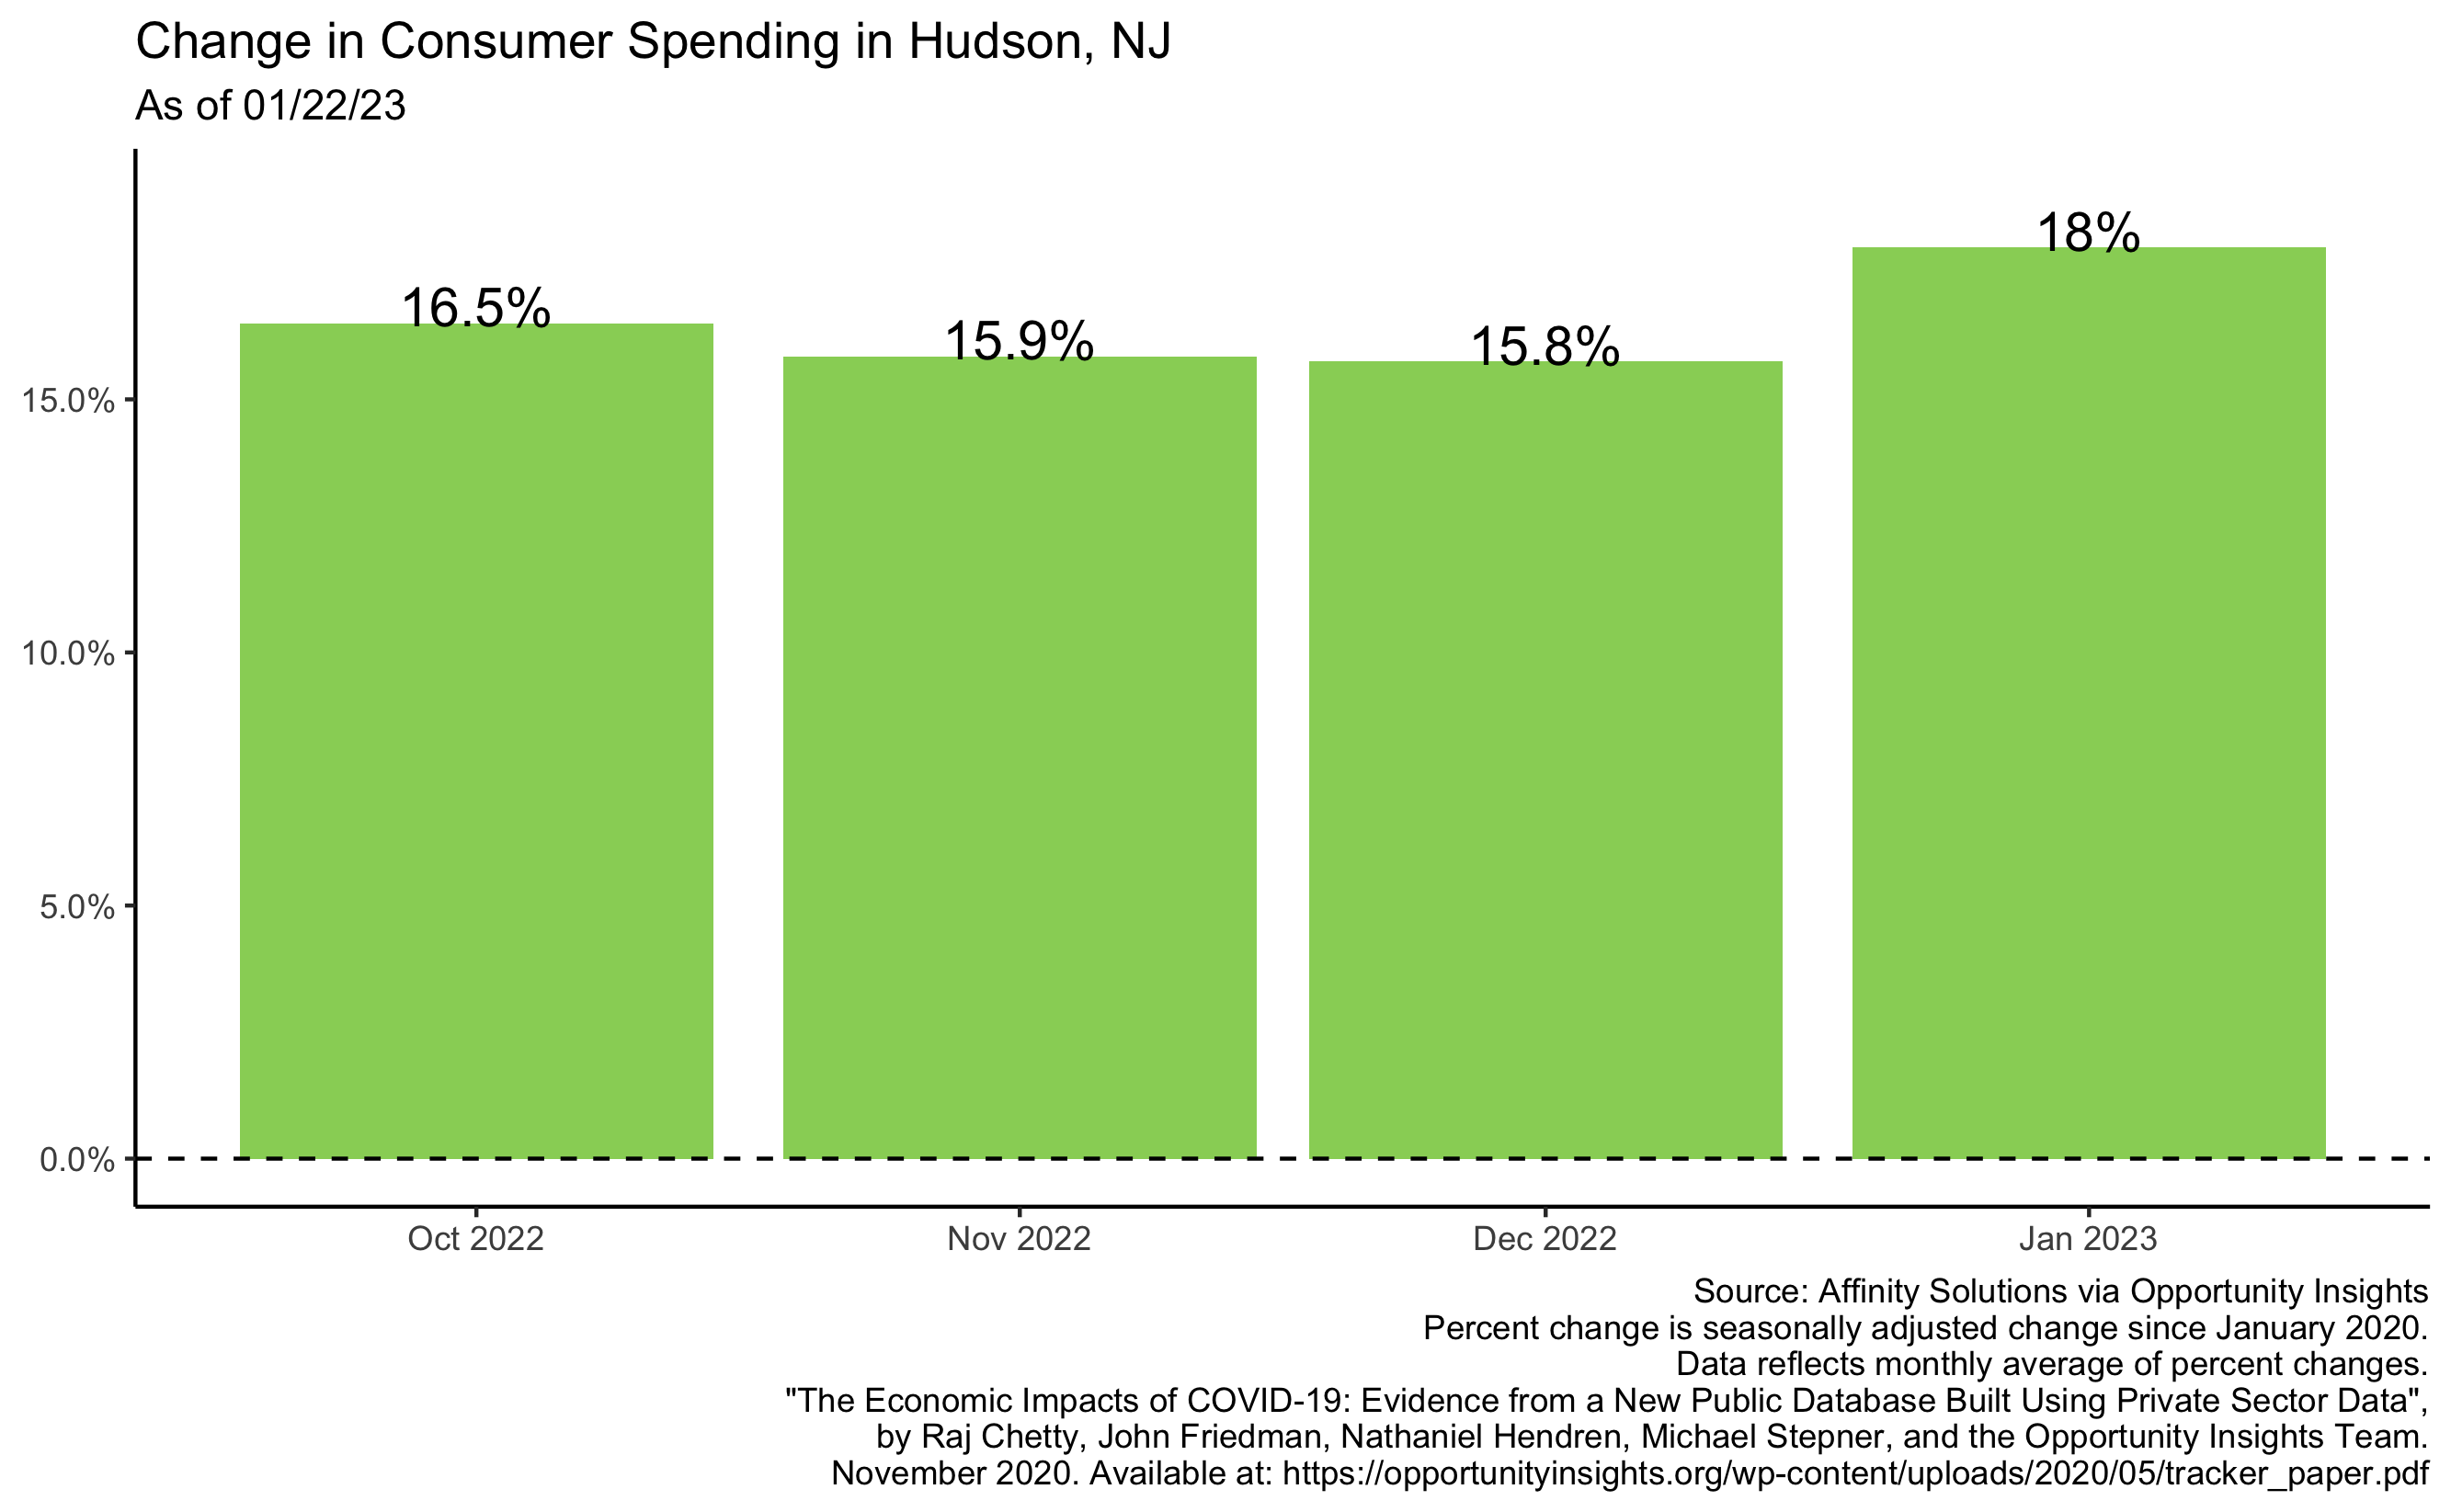 Change in Consumer Spending in Hudson, NJ
As of 01/22/23
18%
16.5%
15.9%
15.8%
15.0%
10.0%
5.0%
0.0%
Oct 2022
Nov 2022
Dec 2022
Jan 2023
Source: Affinity Solutions via Opportunity Insights
Percent change is seasonally adjusted change since January 2020.
Data reflects monthly average of percent changes.
"The Economic Impacts of COVID-19: Evidence from a New Public Database Built Using Private Sector Data",
by Raj Chetty, John Friedman, Nathaniel Hendren, Michael Stepner, and the Opportunity Insights Team.
November 2020. Available at: https://opportunityinsights.org/wp-content/uploads/2020/05/tracker_paper.pdf